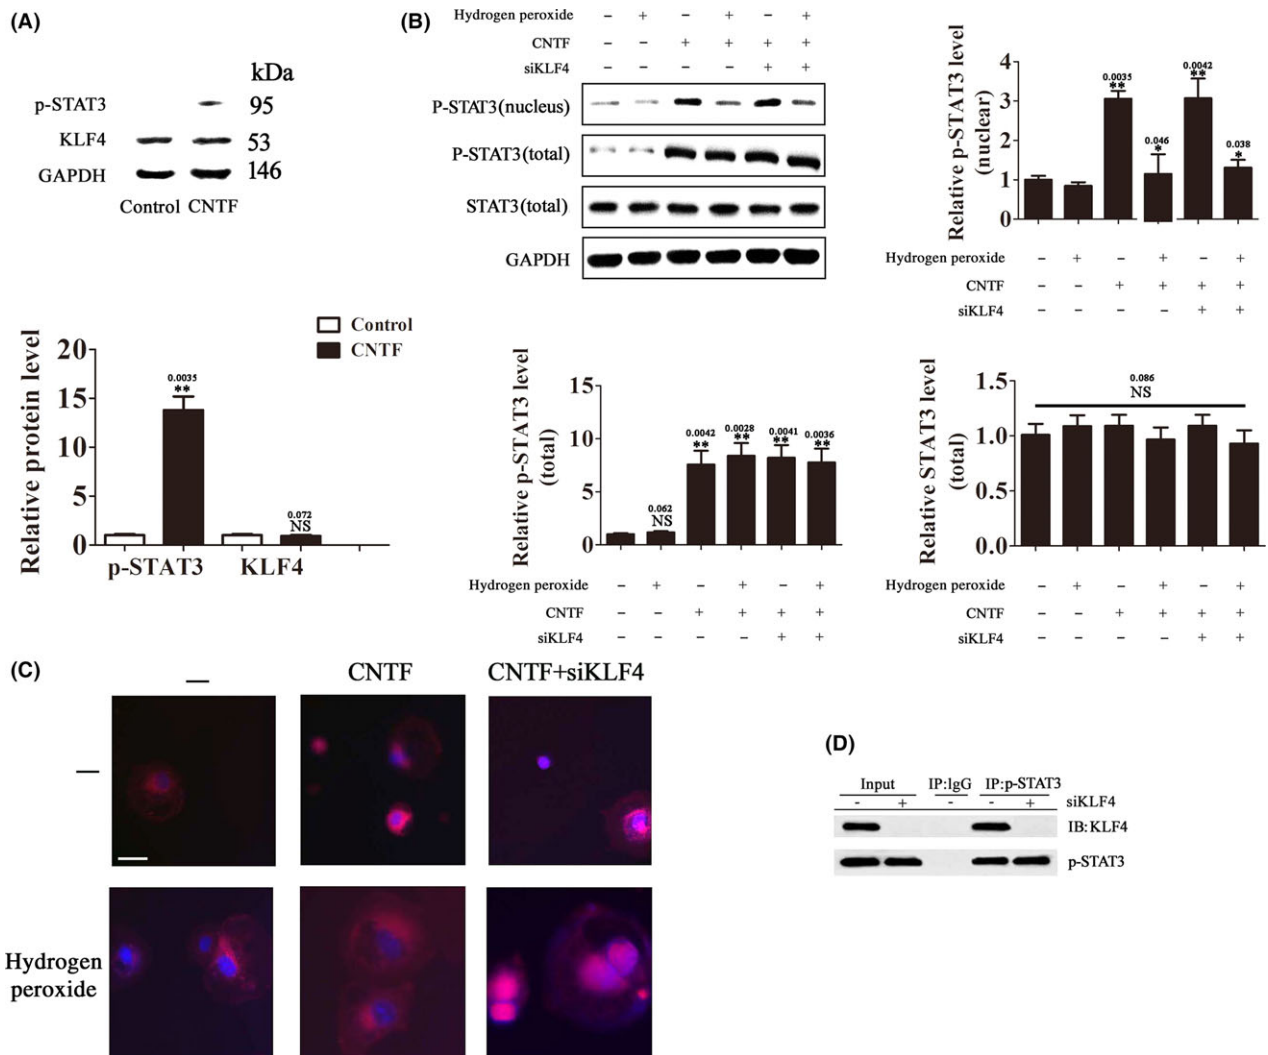 (A)
kDa
p-STAT3 95
KLF4 53
GAPDH 146
Control CNTF
Relative protein level
20
15
10
5
0
0.0035
**
0.072
NS
p-STAT3 KLF4
Control
CNTF
(B)
Hydrogen peroxide – + – + – +
CNTF – – + + + +
siKLF4 – – – – + +
P-STAT3(nucleus)
P-STAT3(total)
STAT3(total)
GAPDH
Relative p-STAT3 level
(nuclear)
4
3
2
1
0
0.0035
**
0.046
*
0.0042
**
0.038
*
Hydrogen peroxide – + – + – +
CNTF – – + + + +
siKLF4 – – – – + +
Relative p-STAT3 level
(total)
15
10
5
0
0.062
NS
0.0042
**
0.0028
**
0.0041
**
0.0036
**
Hydrogen peroxide – + – + – +
CNTF – – + + + +
siKLF4 – – – – + +
Relative STAT3 level
(total)
1.5
1.0
0.5
0.0
0.086
NS
Hydrogen peroxide – + – + – +
CNTF – – + + + +
siKLF4 – – – – + +
(C)
— CNTF CNTF+siKLF4
—
Hydrogen
peroxide
(D)
Input IP:IgG IP:p-STAT3
- + - - + siKLF4
IB:KLF4
p-STAT3